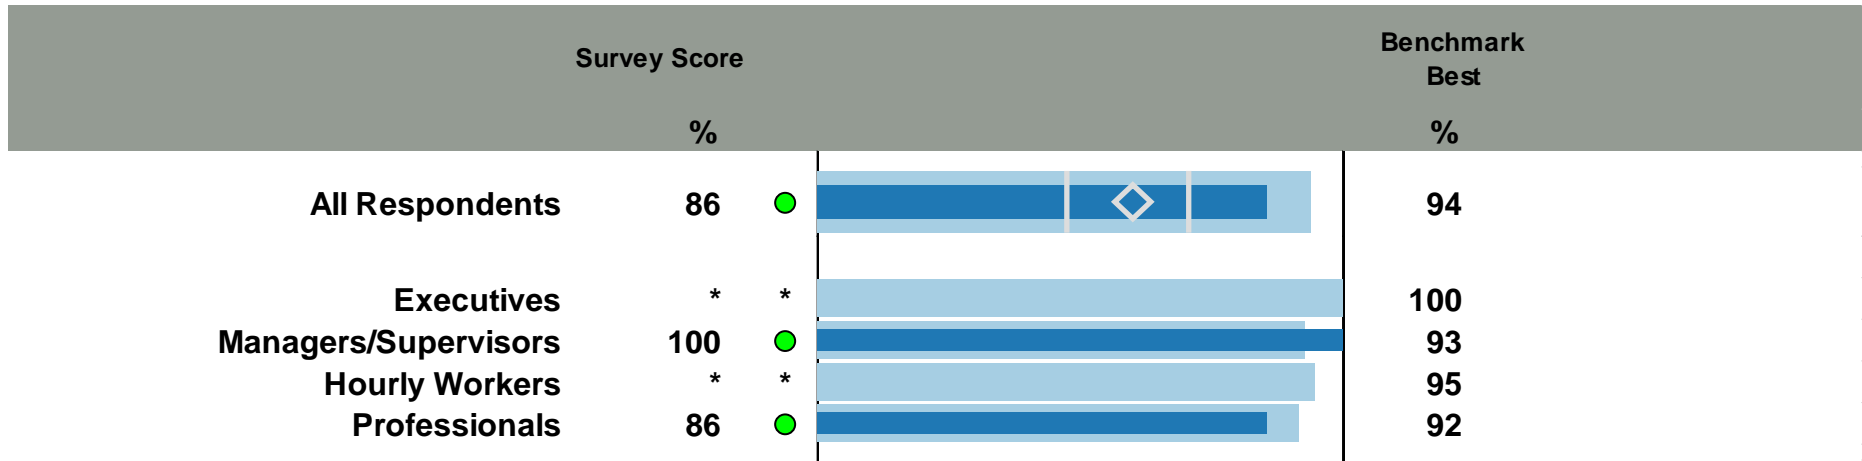 Survey Score
Benchmark
Best
% %
All Respondents 86 94
Executives * * 100
Managers/Supervisors 100 93
Hourly Workers * * 95
Professionals 86 92